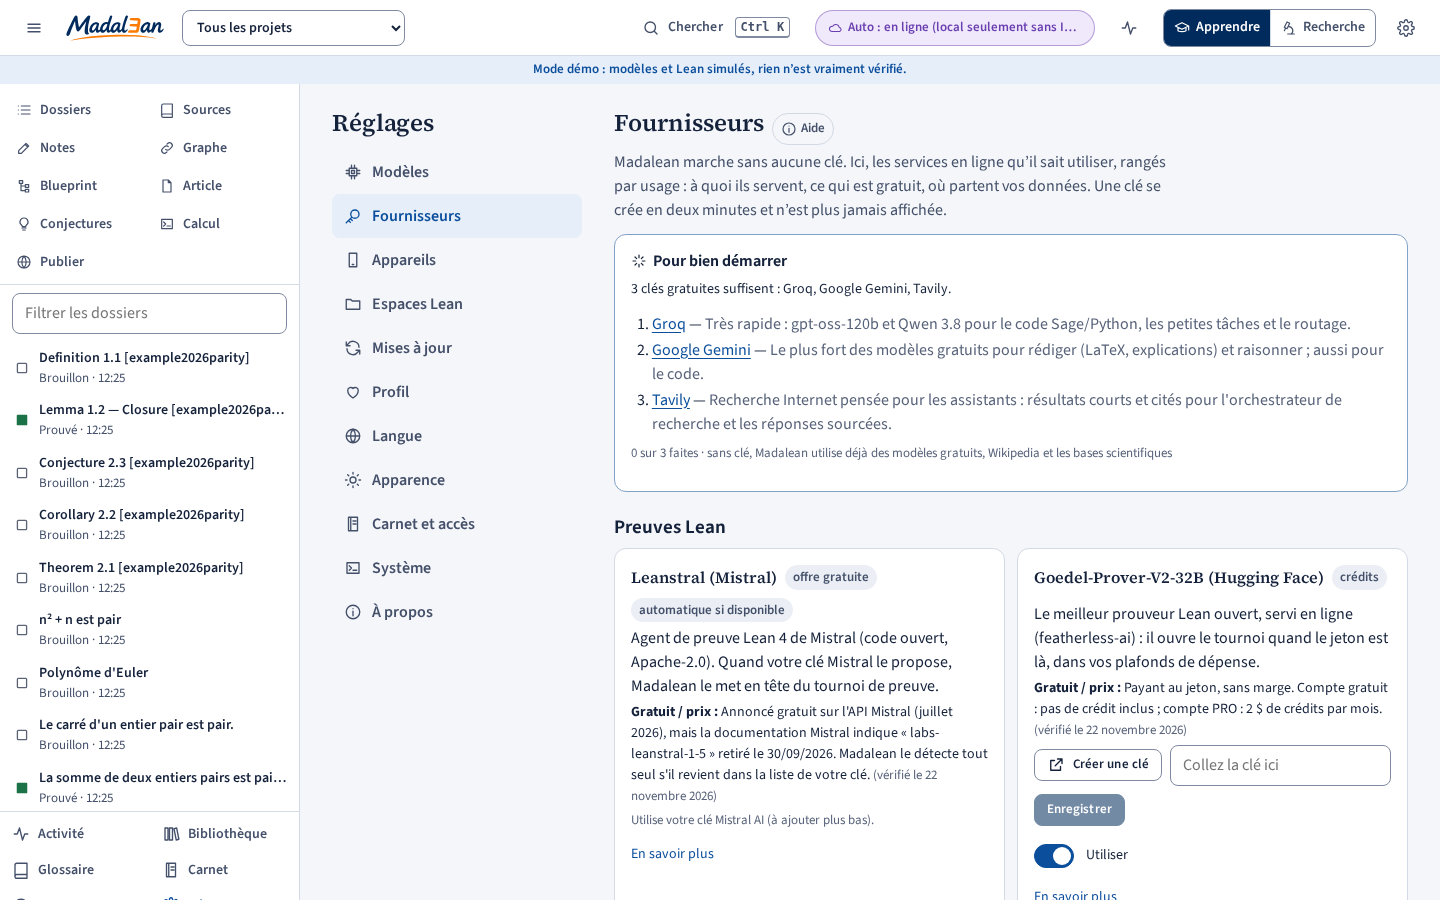 Madal∃an
Tous les projets
Chercher
Ctrl K
Auto : en ligne (local seulement sans I…
Apprendre
Recherche
Mode démo : modèles et Lean simulés, rien n’est vraiment vérifié.
Dossiers
Sources
Notes
Graphe
Blueprint
Article
Conjectures
Calcul
Publier
Filtrer les dossiers
Definition 1.1 [example2026parity]
Brouillon · 12:25
Lemma 1.2 — Closure [example2026pa…
Prouvé · 12:25
Conjecture 2.3 [example2026parity]
Brouillon · 12:25
Corollary 2.2 [example2026parity]
Brouillon · 12:25
Theorem 2.1 [example2026parity]
Brouillon · 12:25
n² + n est pair
Brouillon · 12:25
Polynôme d'Euler
Brouillon · 12:25
Le carré d'un entier pair est pair.
Brouillon · 12:25
La somme de deux entiers pairs est pai…
Prouvé · 12:25
Activité
Bibliothèque
Glossaire
Carnet
Réglages
Modèles
Fournisseurs
Appareils
Espaces Lean
Mises à jour
Profil
Langue
Apparence
Carnet et accès
Système
À propos
Fournisseurs
Aide
Madalean marche sans aucune clé. Ici, les services en ligne qu’il sait utiliser, rangés
par usage : à quoi ils servent, ce qui est gratuit, où partent vos données. Une clé se
crée en deux minutes et n’est plus jamais affichée.
Pour bien démarrer
3 clés gratuites suffisent : Groq, Google Gemini, Tavily.
1. Groq — Très rapide : gpt-oss-120b et Qwen 3.8 pour le code Sage/Python, les petites tâches et le routage.
2. Google Gemini — Le plus fort des modèles gratuits pour rédiger (LaTeX, explications) et raisonner ; aussi pour
le code.
3. Tavily — Recherche Internet pensée pour les assistants : résultats courts et cités pour l'orchestrateur de
recherche et les réponses sourcées.
0 sur 3 faites · sans clé, Madalean utilise déjà des modèles gratuits, Wikipedia et les bases scientifiques
Preuves Lean
Leanstral (Mistral)
offre gratuite
automatique si disponible
Agent de preuve Lean 4 de Mistral (code ouvert,
Apache-2.0). Quand votre clé Mistral le propose,
Madalean le met en tête du tournoi de preuve.
Gratuit / prix : Annoncé gratuit sur l'API Mistral (juillet
2026), mais la documentation Mistral indique « labs-
leanstral-1-5 » retiré le 30/09/2026. Madalean le détecte tout
seul s'il revient dans la liste de votre clé. (vérifié le 22
novembre 2026)
Utilise votre clé Mistral AI (à ajouter plus bas).
En savoir plus
Goedel-Prover-V2-32B (Hugging Face)
crédits
Le meilleur prouveur Lean ouvert, servi en ligne
(featherless-ai) : il ouvre le tournoi quand le jeton est
là, dans vos plafonds de dépense.
Gratuit / prix : Payant au jeton, sans marge. Compte gratuit
: pas de crédit inclus ; compte PRO : 2 $ de crédits par mois.
(vérifié le 22 novembre 2026)
Créer une clé
Collez la clé ici
Enregistrer
Utiliser
En savoir plus